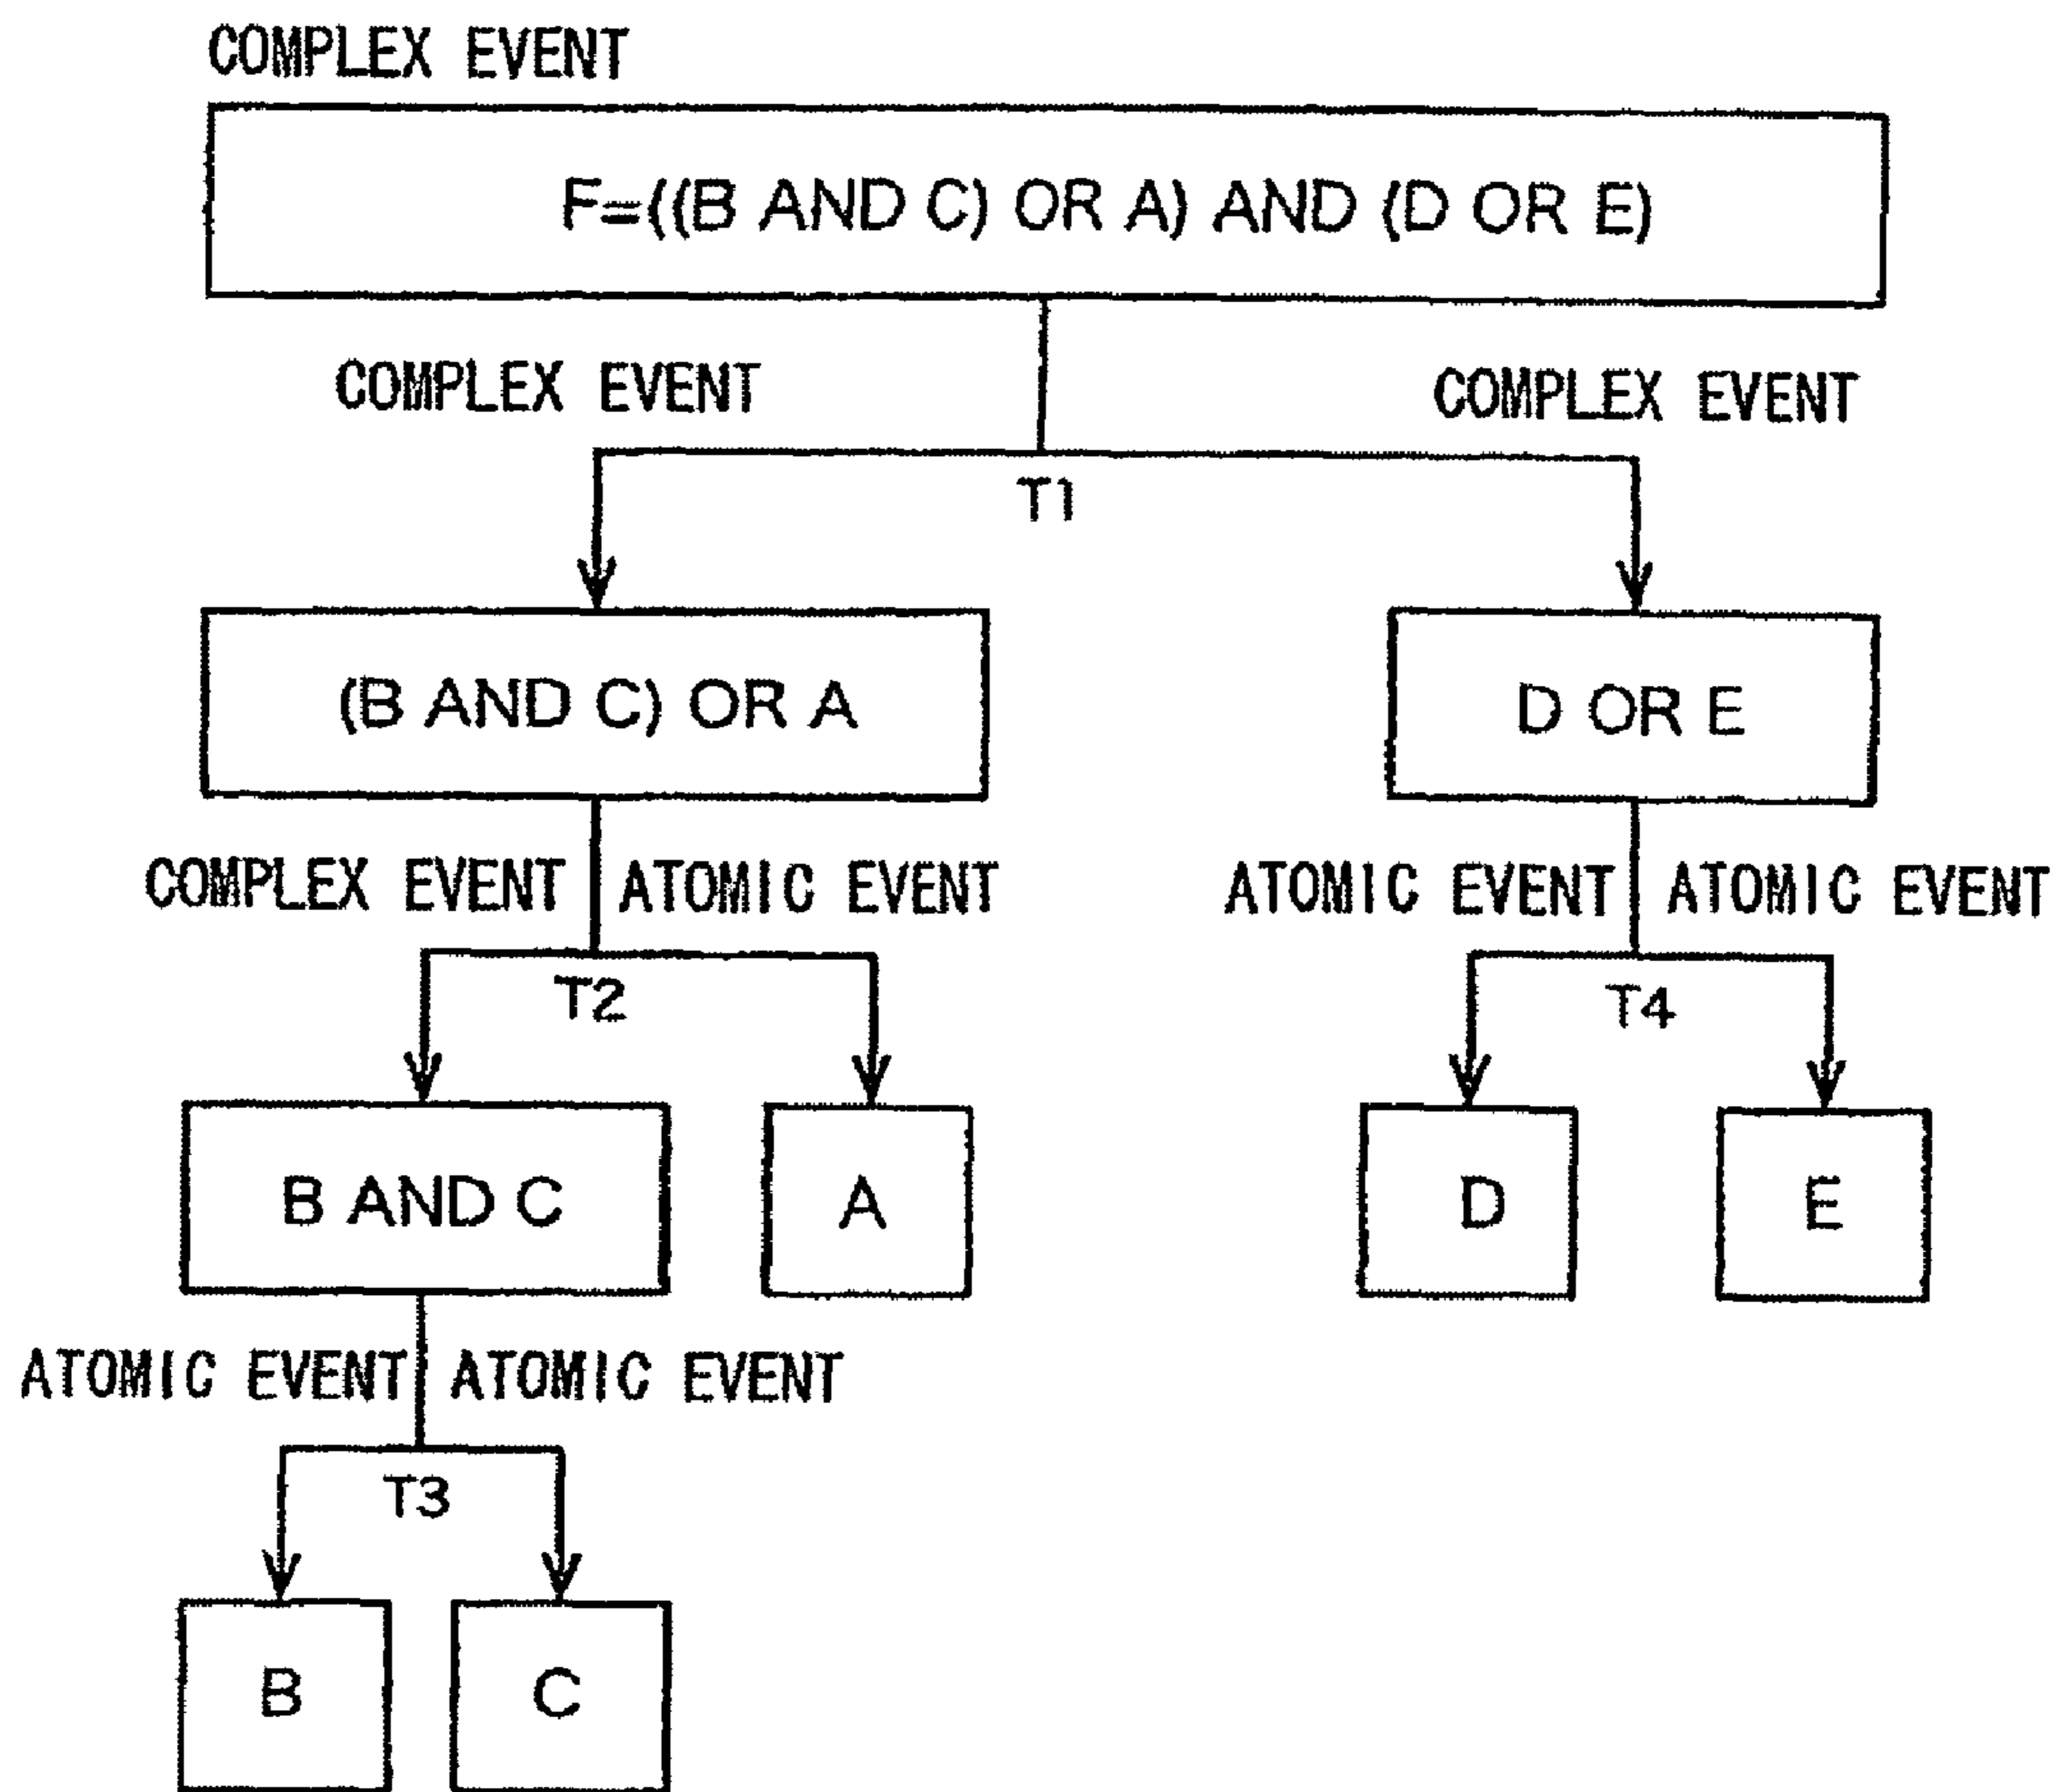 COMPLEX EVENT
F=((B AND C) OR A) AND (D OR E)
COMPLEX EVENT
COMPLEX EVENT
T1
(B AND C) OR A
D OR E
COMPLEX EVENT
ATOMIC EVENT
ATOMIC EVENT
ATOMIC EVENT
T2
T4
B AND C
A
D
E
ATOMIC EVENT
ATOMIC EVENT
T3
B
C